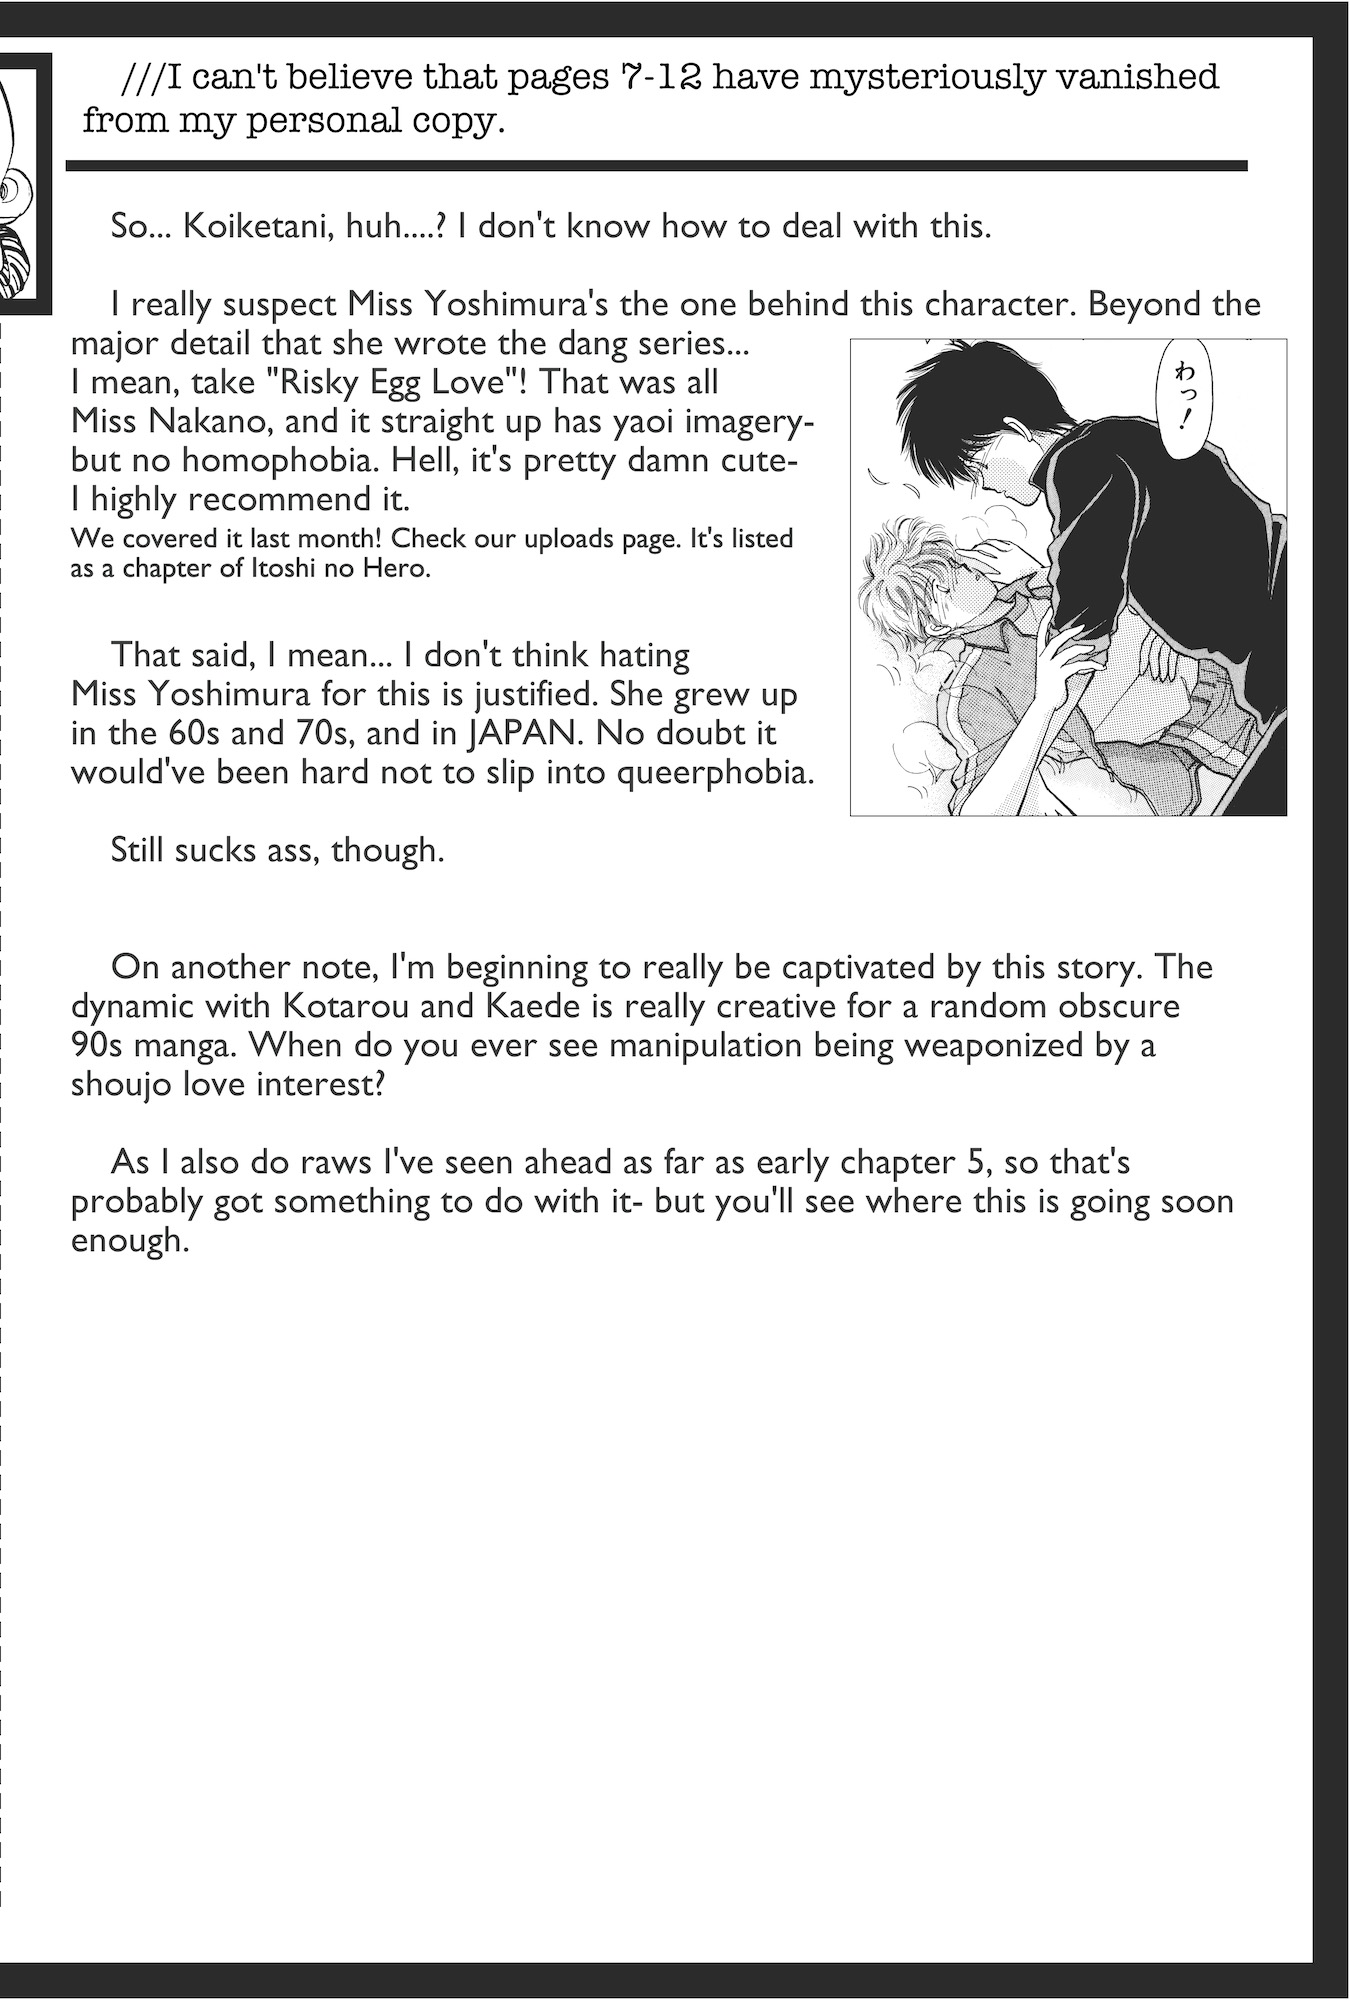 ///I can't believe that pages 7-12 have mysteriously vanished
from my personal copy.
So... Koiketani, huh....? I don't know how to deal with this.
I really suspect Miss Yoshimura's the one behind this character. Beyond the
major detail that she wrote the dang series...
I mean, take "Risky Egg Love"! That was all
Miss Nakano, and it straight up has yaoi imagery-
but no homophobia. Hell, it's pretty damn cute-
I highly recommend it.
We covered it last month! Check our uploads page. It's listed
as a chapter of Itoshi no Hero.
わっ!
That said, I mean... I don't think hating
Miss Yoshimura for this is justified. She grew up
in the 60s and 70s, and in JAPAN. No doubt it
would've been hard not to slip into queerphobia.
Still sucks ass, though.
On another note, I'm beginning to really be captivated by this story. The
dynamic with Kotarou and Kaede is really creative for a random obscure
90s manga. When do you ever see manipulation being weaponized by a
shoujo love interest?
As I also do raws I've seen ahead as far as early chapter 5, so that's
probably got something to do with it- but you'll see where this is going soon
enough.